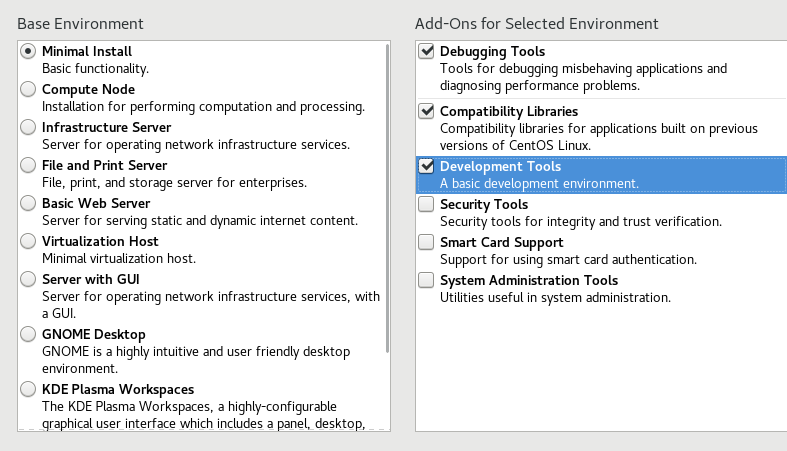 Base Environment
Minimal Install
Basic functionality.
Compute Node
Installation for performing computation and processing.
Infrastructure Server
Server for operating network infrastructure services.
File and Print Server
File, print, and storage server for enterprises.
Basic Web Server
Server for serving static and dynamic internet content.
Virtualization Host
Minimal virtualization host.
Server with GUI
Server for operating network infrastructure services, with
a GUI.
GNOME Desktop
GNOME is a highly intuitive and user friendly desktop
environment.
KDE Plasma Workspaces
The KDE Plasma Workspaces, a highly-configurable
graphical user interface which includes a panel, desktop,
Add-Ons for Selected Environment
Debugging Tools
Tools for debugging misbehaving applications and
diagnosing performance problems.
Compatibility Libraries
Compatibility libraries for applications built on previous
versions of CentOS Linux.
Development Tools
A basic development environment.
Security Tools
Security tools for integrity and trust verification.
Smart Card Support
Support for using smart card authentication.
System Administration Tools
Utilities useful in system administration.